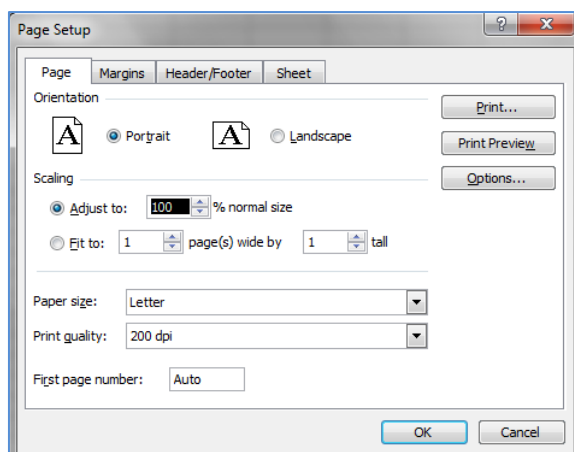 Page Setup
Page Margins Header/Footer Sheet
Orientation
A Portrait A Landscape
Print...
Print Preview
Scaling
Options...
Adjust to: 100 % normal size
Fit to: 1 page(s) wide by 1 tall
Paper size: Letter
Print quality: 200 dpi
First page number: Auto
OK Cancel